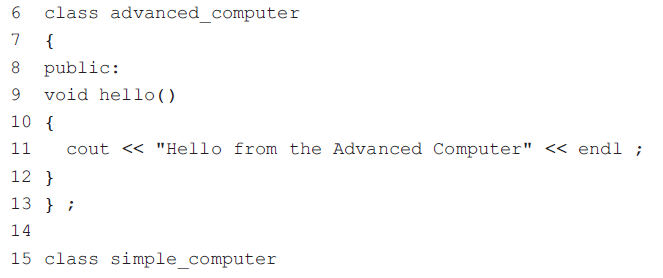 6 class advanced_computer
7 {
8 public:
9 void hello()
10 {
11   cout << "Hello from the Advanced Computer" << endl ;
12 }
13 } ;
14
15 class simple_computer